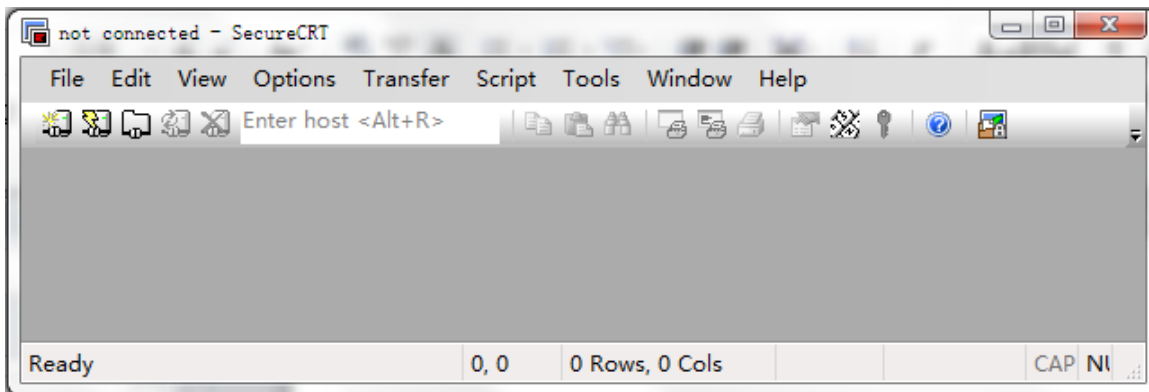 not connected - SecureCRT
File Edit View Options Transfer Script Tools Window Help
Enter host <Alt+R>
Ready 0, 0 0 Rows, 0 Cols CAP